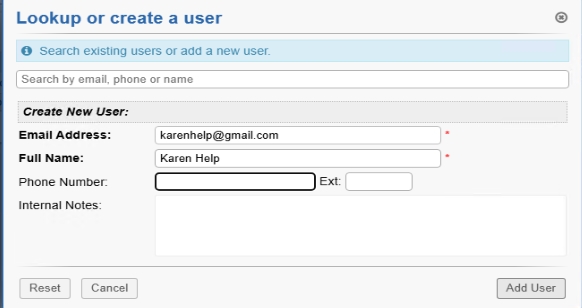 Lookup or create a user
Search existing users or add a new user.
Search by email, phone or name
Create New User:
Email Address: karenhelp@gmail.com *
Full Name: Karen Help *
Phone Number: Ext:
Internal Notes:
Reset Cancel Add User